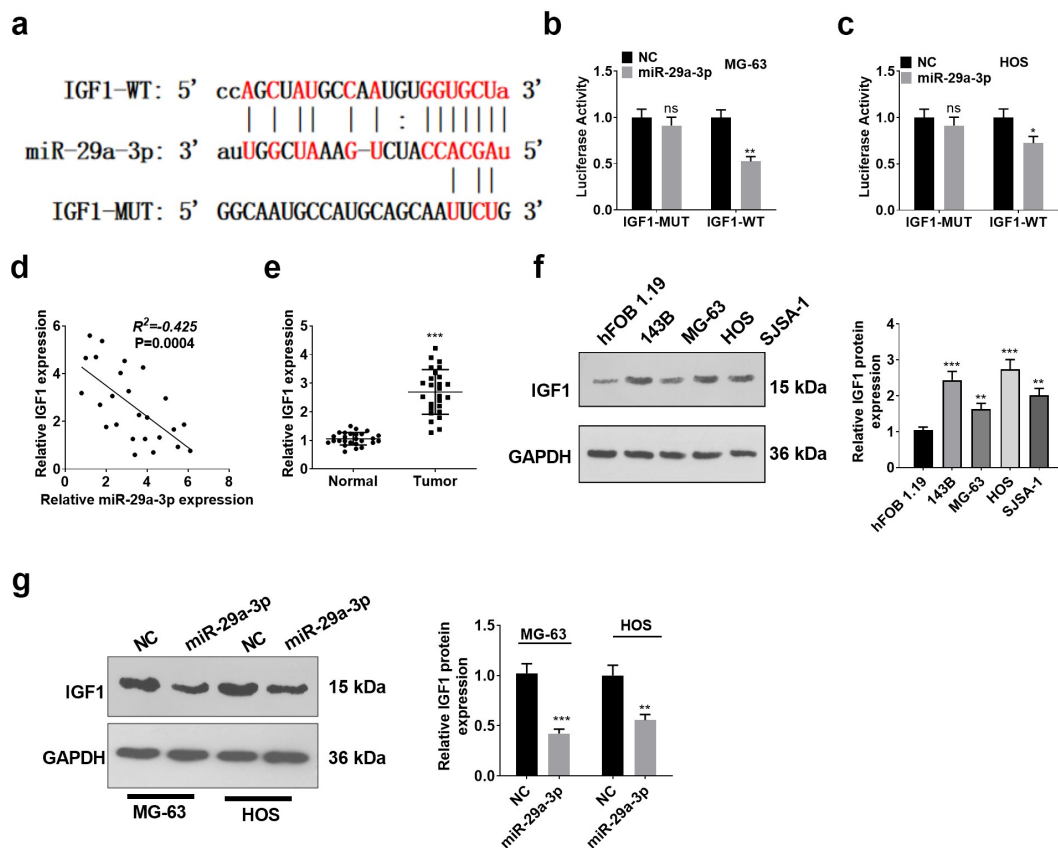 a
IGF1-WT: 5' ccAGCUAUGCCAAUGUGGUGCUa 3'
miR-29a-3p: 3' auUGGCUAAAG-UCUACCACGAu 5'
IGF1-MUT: 5' GGCAAUGCCAUGCAGCAAUUCUG 3'
b
NC
miR-29a-3p
MG-63
Luciferase Activity
1.5
1.0
0.5
0.0
ns
**
IGF1-MUT IGF1-WT
c
NC
miR-29a-3p
HOS
Luciferase Activity
1.5
1.0
0.5
0.0
ns
*
IGF1-MUT IGF1-WT
d
Relative IGF1 expression
6
4
2
0
R²=-0.425
P=0.0004
0 2 4 6 8
Relative miR-29a-3p expression
e
Relative IGF1 expression
5
4
3
2
1
0
***
Normal Tumor
f
hFOB 1.19 143B MG-63 HOS SJSA-1
IGF1 15 kDa
GAPDH 36 kDa
Relative IGF1 protein
expression
4
3
2
1
0
*** ** *** **
hFOB 1.19 143B MG-63 HOS SJSA-1
g
NC miR-29a-3p NC miR-29a-3p
IGF1 15 kDa
GAPDH 36 kDa
MG-63 HOS
Relative IGF1 protein
expression
1.5
1.0
0.5
0.0
MG-63 HOS
*** **
NC miR-29a-3p NC miR-29a-3p